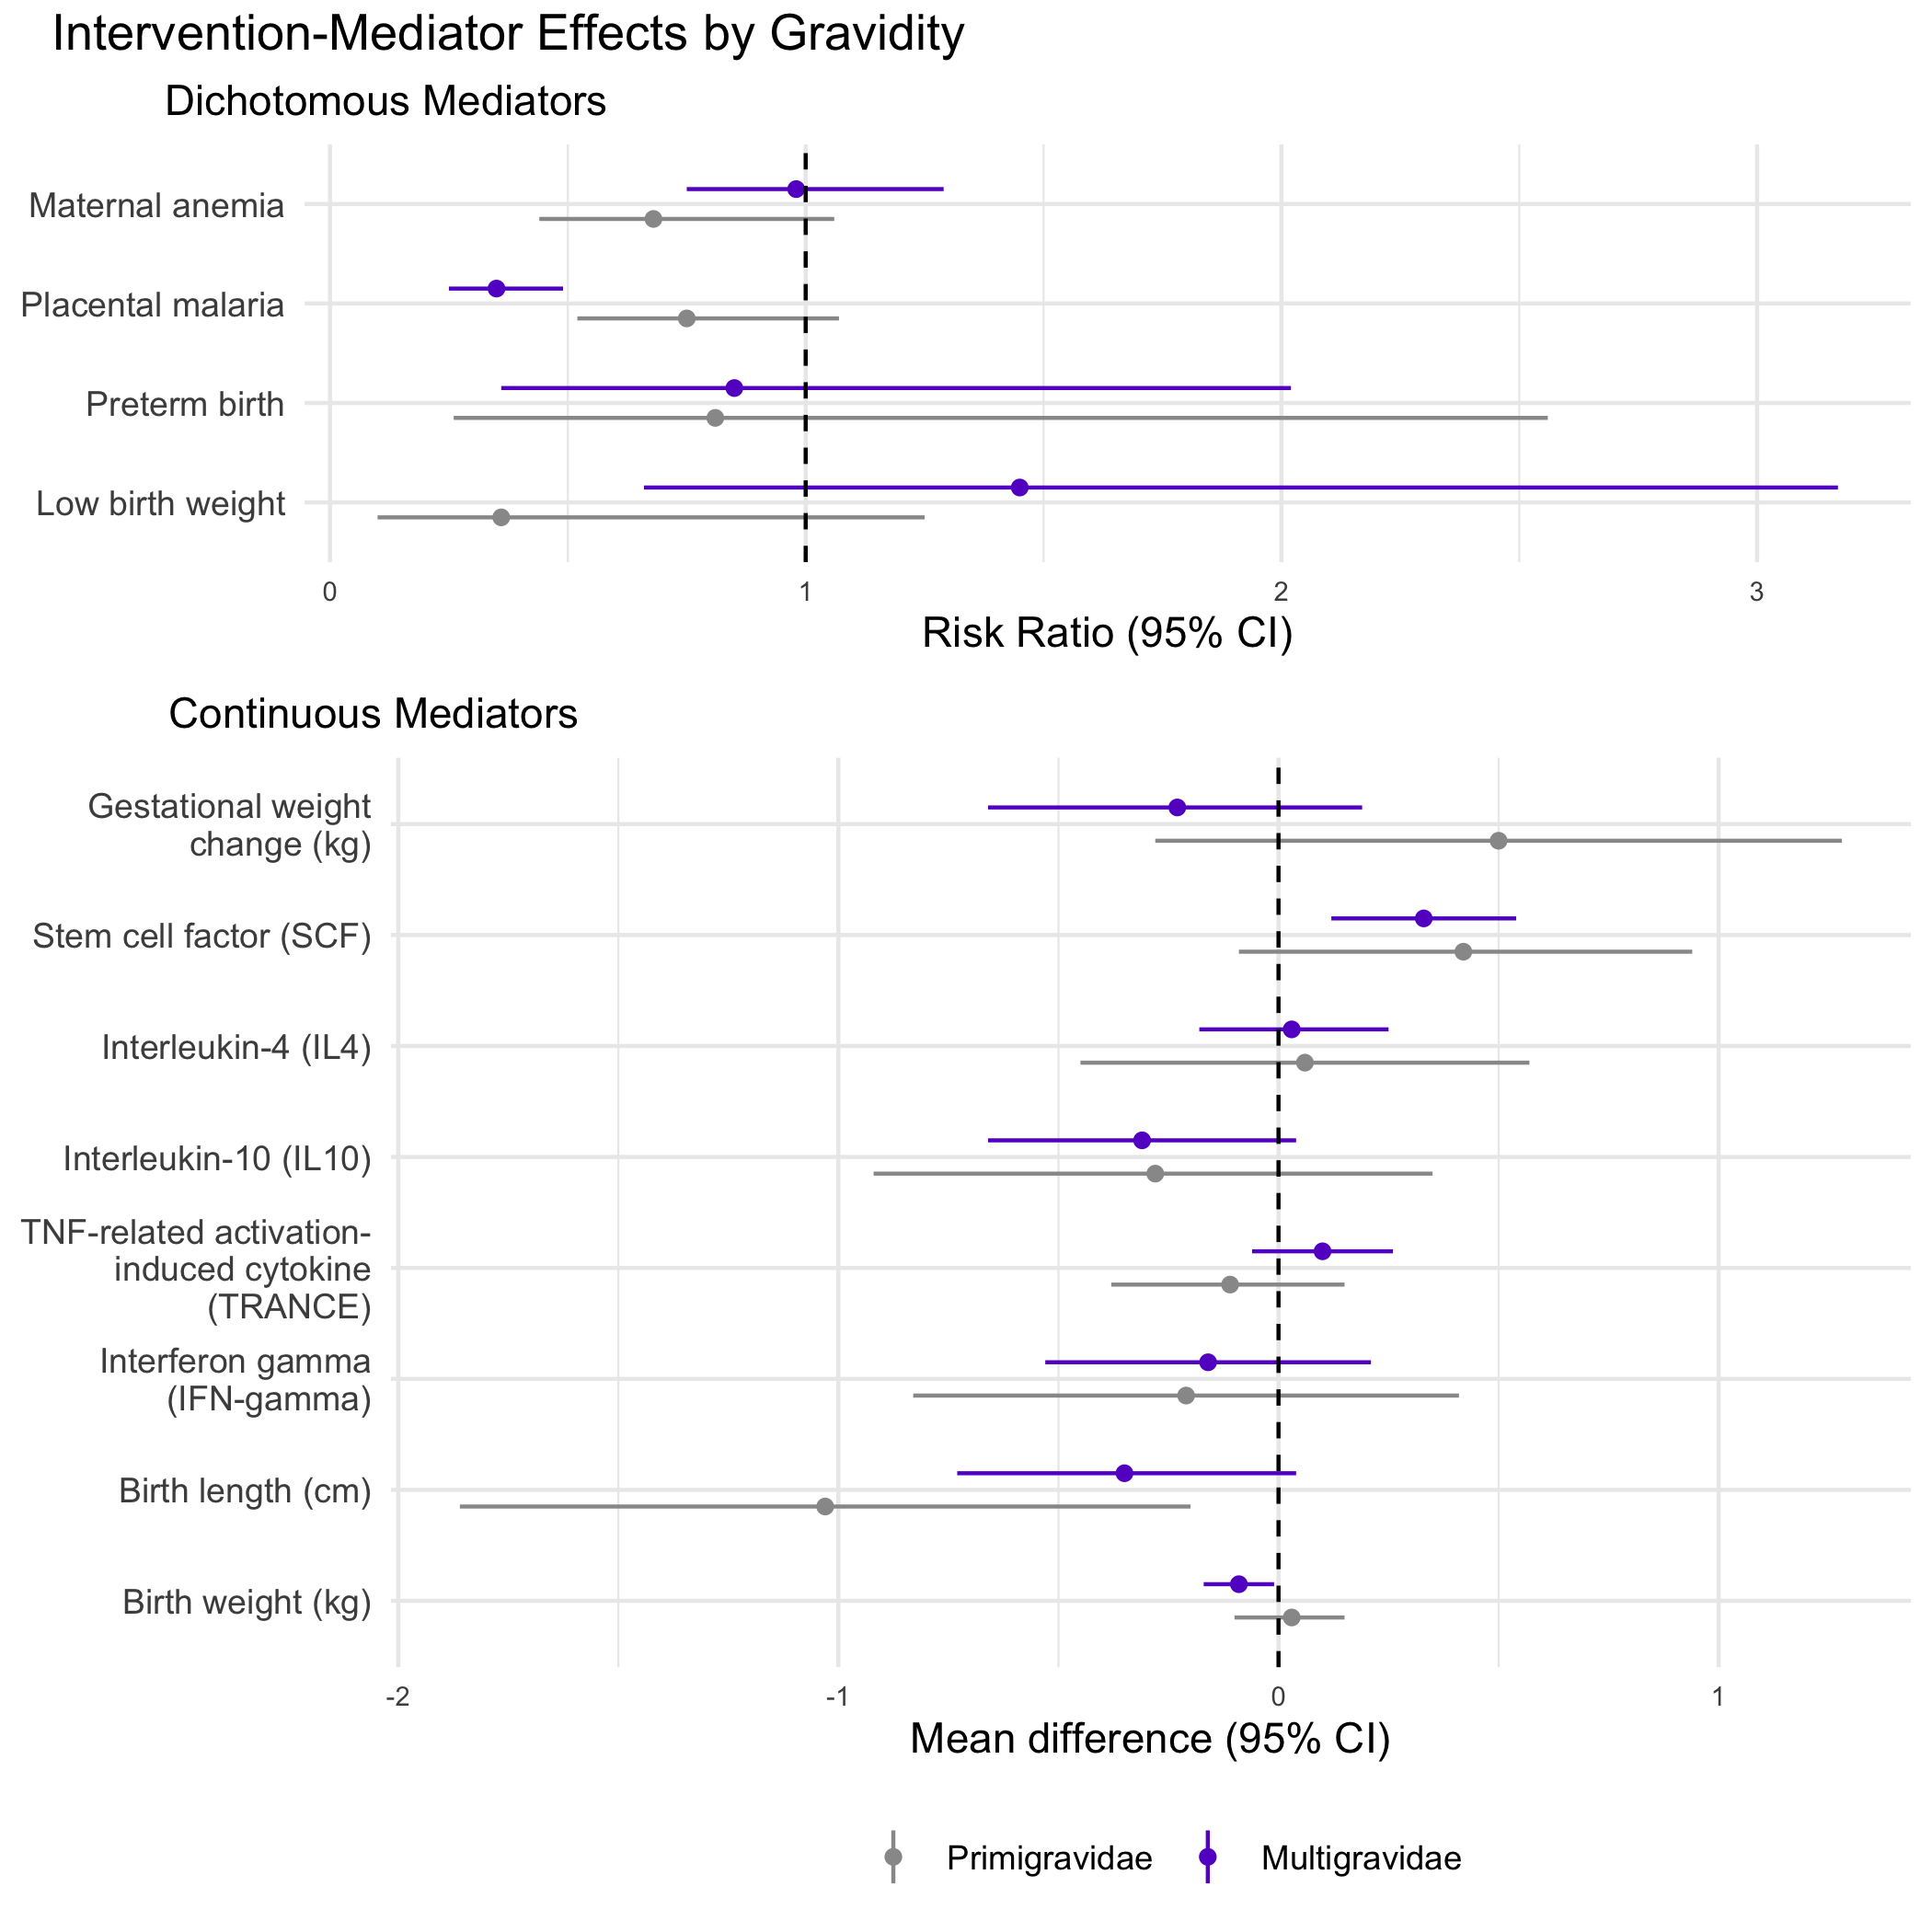 Intervention-Mediator Effects by Gravidity
Dichotomous Mediators
Maternal anemia
Placental malaria
Preterm birth
Low birth weight
0 1 2 3
Risk Ratio (95% CI)
Continuous Mediators
Gestational weight
change (kg)
Stem cell factor (SCF)
Interleukin-4 (IL4)
Interleukin-10 (IL10)
TNF-related activation-
induced cytokine
(TRANCE)
Interferon gamma
(IFN-gamma)
Birth length (cm)
Birth weight (kg)
-2 -1 0 1
Mean difference (95% CI)
Primigravidae Multigravidae